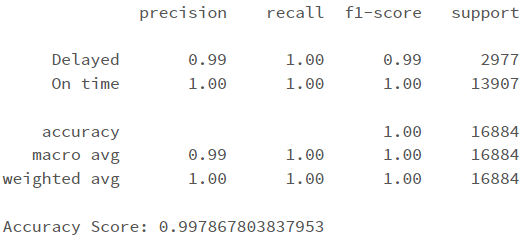 precision recall f1-score support
Delayed 0.99 1.00 0.99 2977
On time 1.00 1.00 1.00 13907
accuracy 1.00 16884
macro avg 0.99 1.00 1.00 16884
weighted avg 1.00 1.00 1.00 16884
Accuracy Score: 0.997867803837953